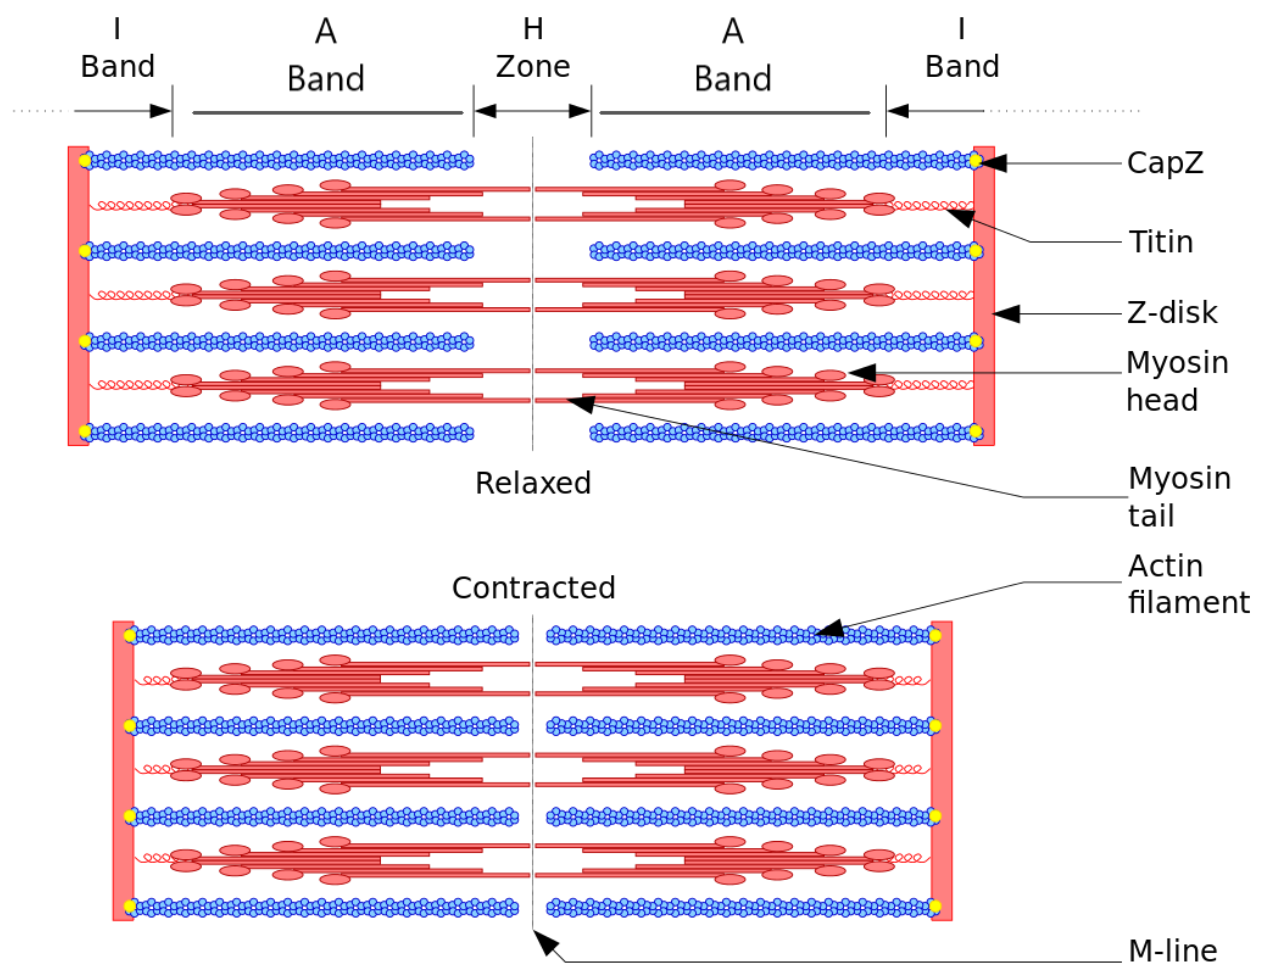 I
Band
A
Band
H
Zone
A
Band
I
Band
CapZ
Titin
Z-disk
Myosin
head
Relaxed
Myosin
tail
Contracted
Actin
filament
M-line